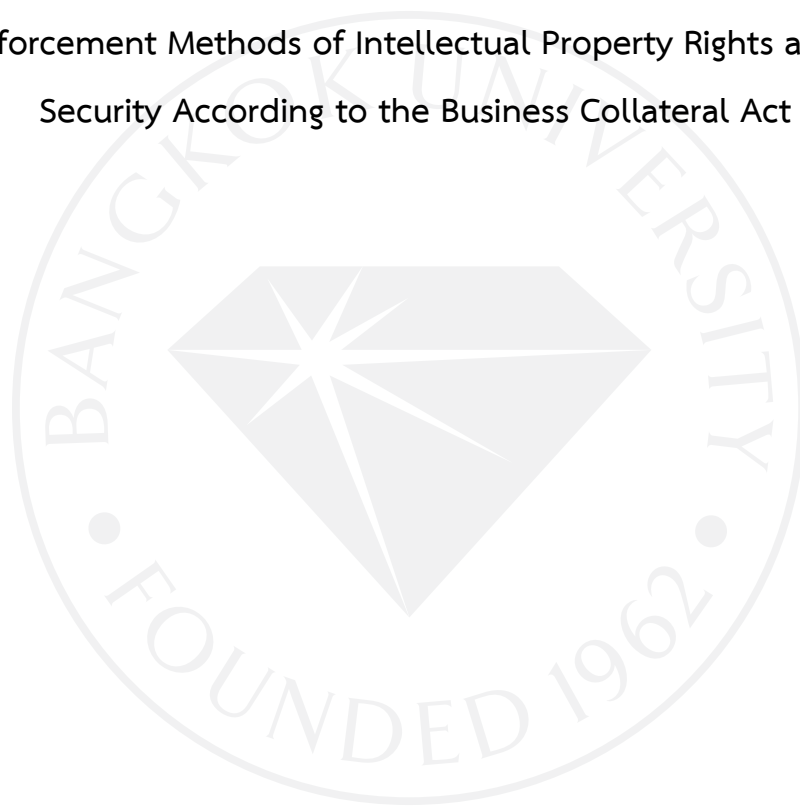 forcement Methods of Intellectual Property Rights a
Security According to the Business Collateral Act
BANGKOK UNIVERSITY
FOUNDED 1962